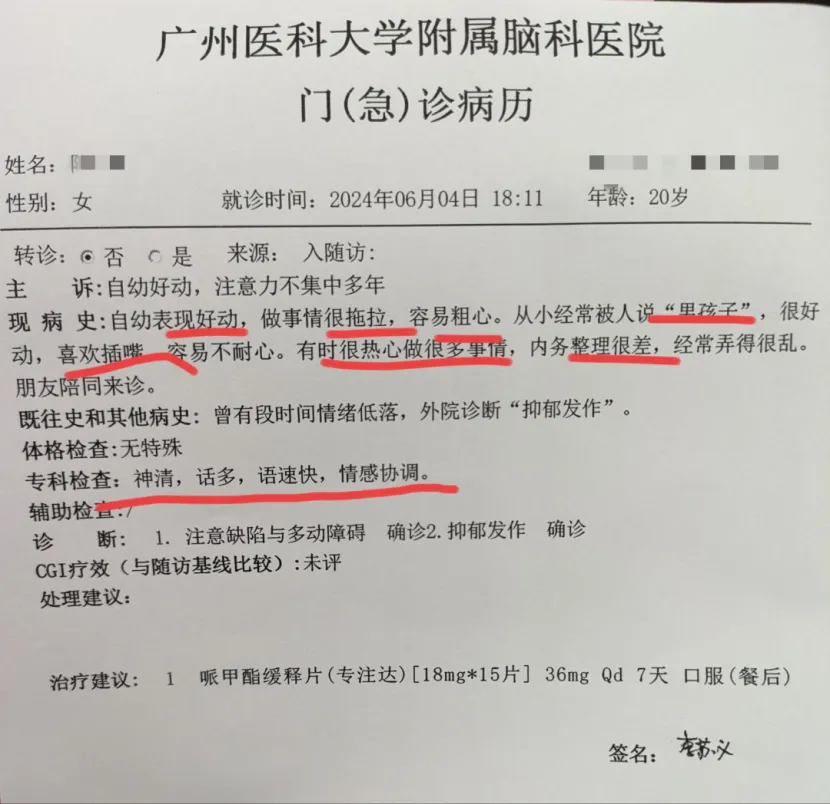 广州医科大学附属脑科医院
门(急)诊病历
姓名:
性别: 女 就诊时间: 2024年06月04日 18:11 年龄: 20岁
转诊: 否 是 来源: 入随访:
主 诉:自幼好动,注意力不集中多年
现 病 史:自幼表现好动,做事情很拖拉,容易粗心。从小经常被人说“男孩子”,很好
动,喜欢插嘴,容易不耐心。有时很热心做很多事情,内务整理很差,经常弄得很乱。
朋友陪同来诊。
既往史和其他病史: 曾有段时间情绪低落,外院诊断“抑郁发作”。
体格检查:无特殊
专科检查: 神清,话多,语速快,情感协调。
辅助检查:/
诊 断: 1. 注意缺陷与多动障碍 确诊2.抑郁发作 确诊
CGI疗效(与随访基线比较):未评
处理建议:
治疗建议: 1 哌甲酯缓释片(专注达)[18mg*15片] 36mg Qd 7天 口服(餐后)
签名: